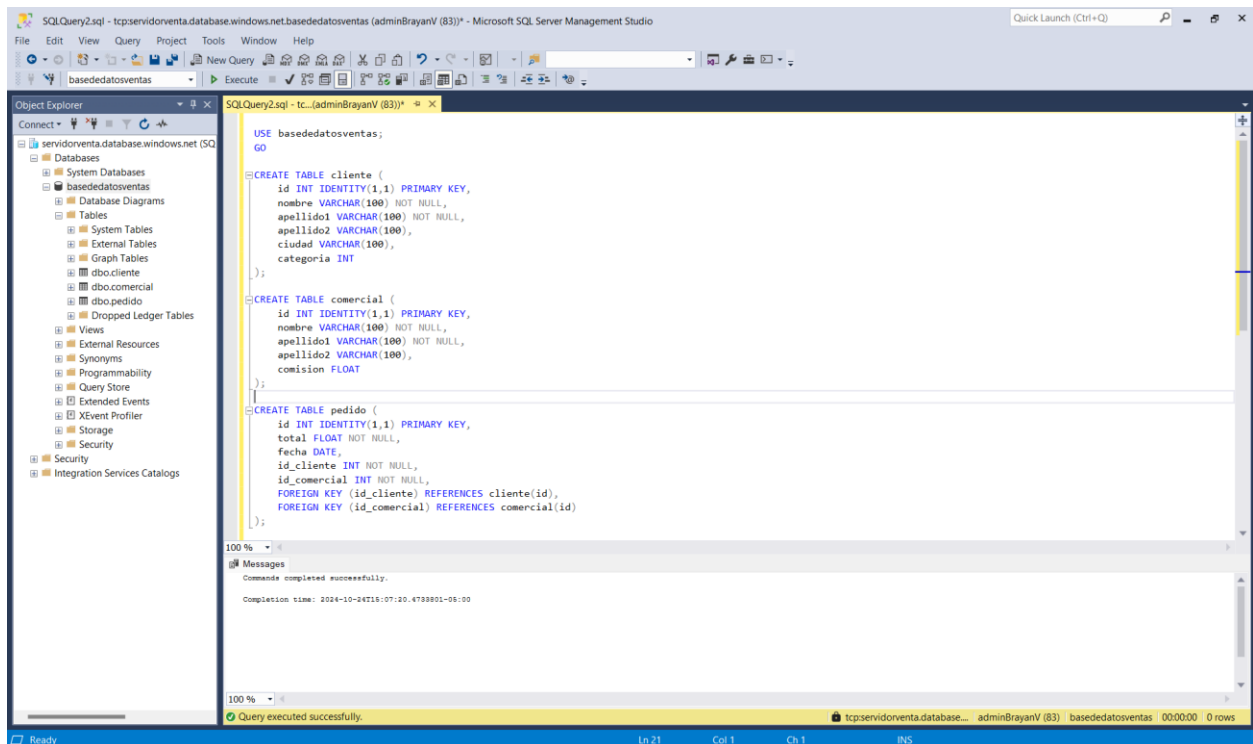 SQLQuery2.sql - tcp:servidorventa.database.windows.net.basededatosventas (adminBrayanV (83))* - Microsoft SQL Server Management Studio
Quick Launch (Ctrl+Q)
File Edit View Query Project Tools Window Help
New Query
basededatosventas
Execute
Object Explorer
Connect
servidorventa.database.windows.net (SQ
Databases
System Databases
basededatosventas
Database Diagrams
Tables
System Tables
External Tables
Graph Tables
dbo.cliente
dbo.comercial
dbo.pedido
Dropped Ledger Tables
Views
External Resources
Synonyms
Programmability
Query Store
Extended Events
XEvent Profiler
Storage
Security
Security
Integration Services Catalogs
SQLQuery2.sql - tc...(adminBrayanV (83))*
USE basededatosventas;
GO
CREATE TABLE cliente (
id INT IDENTITY(1,1) PRIMARY KEY,
nombre VARCHAR(100) NOT NULL,
apellido1 VARCHAR(100) NOT NULL,
apellido2 VARCHAR(100),
ciudad VARCHAR(100),
categoria INT
);
CREATE TABLE comercial (
id INT IDENTITY(1,1) PRIMARY KEY,
nombre VARCHAR(100) NOT NULL,
apellido1 VARCHAR(100) NOT NULL,
apellido2 VARCHAR(100),
comision FLOAT
);
CREATE TABLE pedido (
id INT IDENTITY(1,1) PRIMARY KEY,
total FLOAT NOT NULL,
fecha DATE,
id_cliente INT NOT NULL,
id_comercial INT NOT NULL,
FOREIGN KEY (id_cliente) REFERENCES cliente(id),
FOREIGN KEY (id_comercial) REFERENCES comercial(id)
);
100 %
Messages
Commands completed successfully.
Completion time: 2024-10-24T15:07:20.4733801-05:00
100 %
Query executed successfully.
tcp:servidorventa.database.... adminBrayanV (83) basededatosventas 00:00:00 0 rows
Ready
Ln 21 Col 1 Ch 1 INS